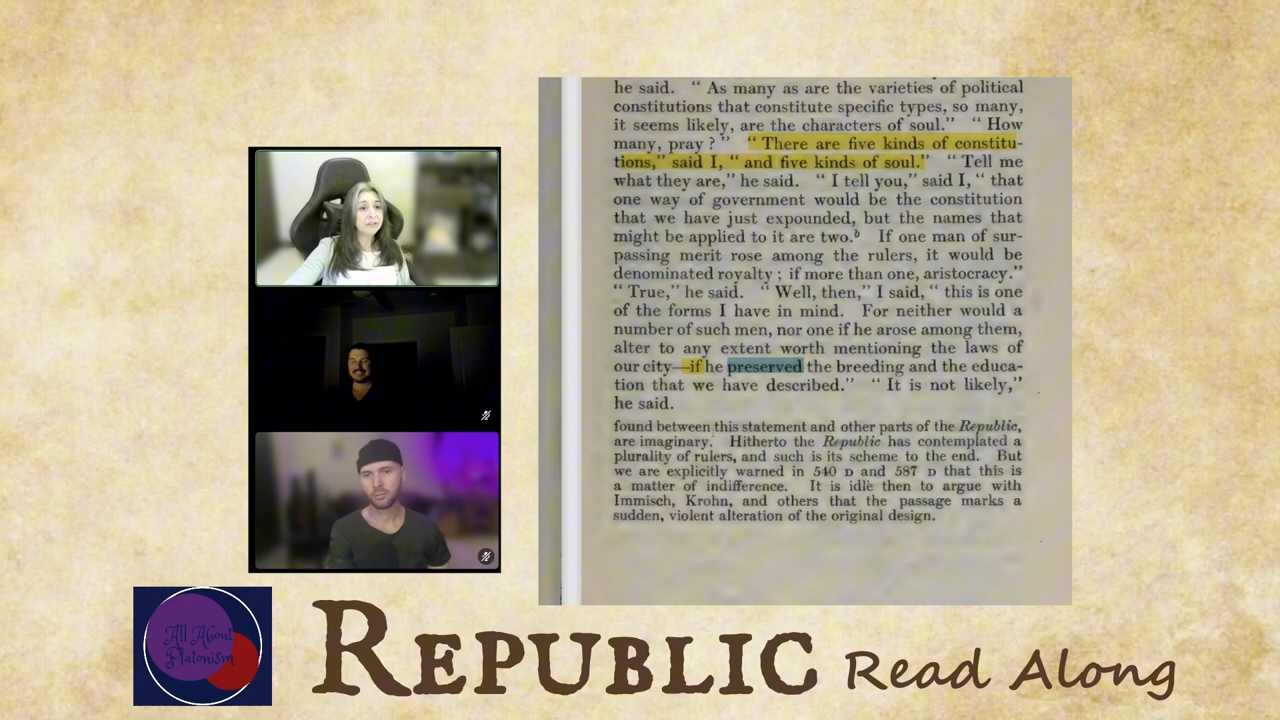 he said. “ As many as are the varieties of political
constitutions that constitute specific types, so many,
it seems likely, are the characters of soul.” “ How
many, pray ? ” “ There are five kinds of constitu-
tions,” said I, “ and five kinds of soul.” “ Tell me
what they are,” he said. “ I tell you,” said I, “ that
one way of government would be the constitution
that we have just expounded, but the names that
might be applied to it are two.ᵇ If one man of sur-
passing merit rose among the rulers, it would be
denominated royalty ; if more than one, aristocracy.”
“ True,” he said. “ Well, then,” I said, “ this is one
of the forms I have in mind. For neither would a
number of such men, nor one if he arose among them,
alter to any extent worth mentioning the laws of
our city—if he preserved the breeding and the educa-
tion that we have described.” “ It is not likely,”
he said.
found between this statement and other parts of the Republic,
are imaginary. Hitherto the Republic has contemplated a
plurality of rulers, and such is its scheme to the end. But
we are explicitly warned in 540 D and 587 D that this is
a matter of indifference. It is idle then to argue with
Immisch, Krohn, and others that the passage marks a
sudden, violent alteration of the original design.
All About
Platonism
REPUBLIC Read Along